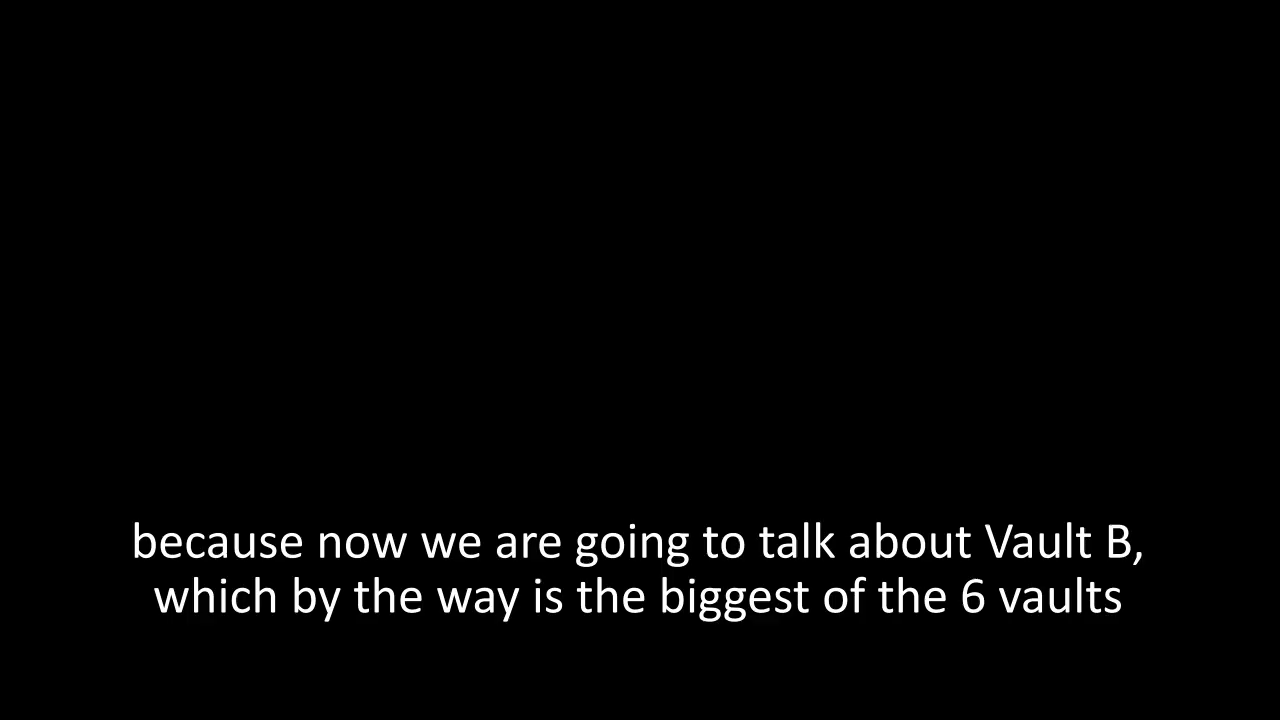 because now we are going to talk about Vault B,
which by the way is the biggest of the 6 vaults